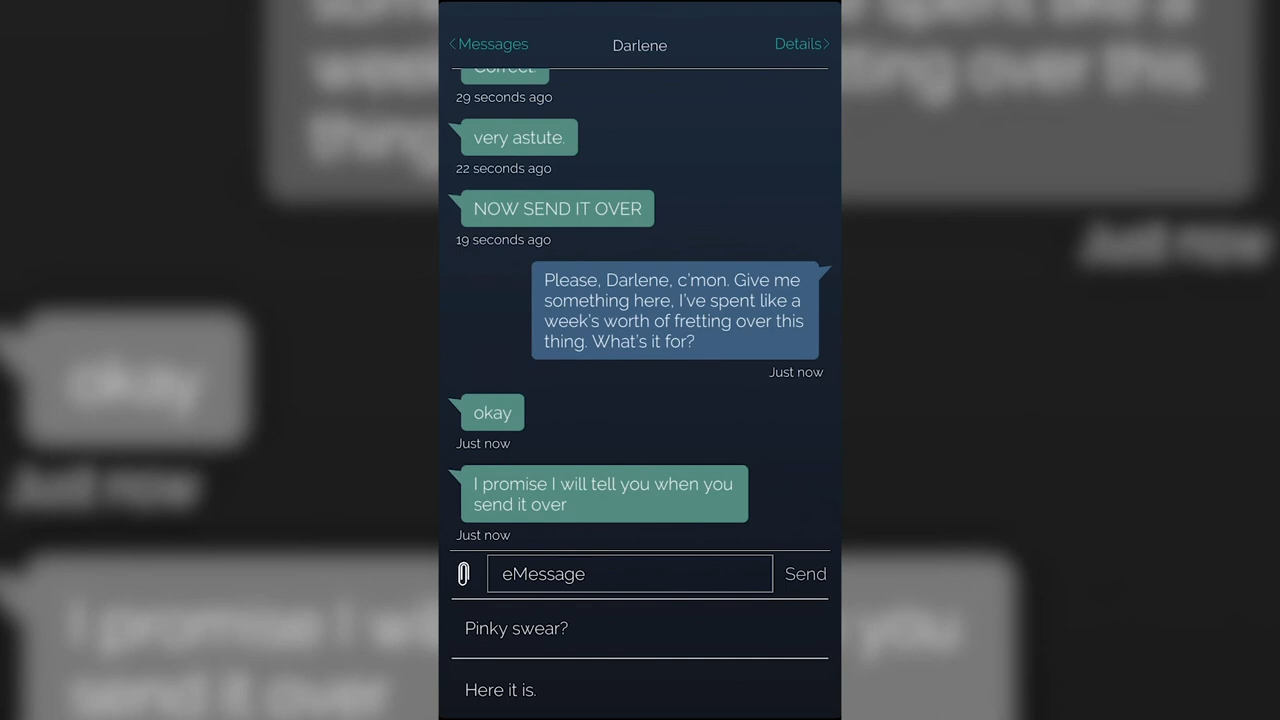 Messages
Darlene
Details
Correct.
29 seconds ago
very astute.
22 seconds ago
NOW SEND IT OVER
19 seconds ago
Please, Darlene, c'mon. Give me
something here, I've spent like a
week's worth of fretting over this
thing. What's it for?
Just now
okay
Just now
I promise I will tell you when you
send it over
Just now
eMessage
Send
Pinky swear?
Here it is.